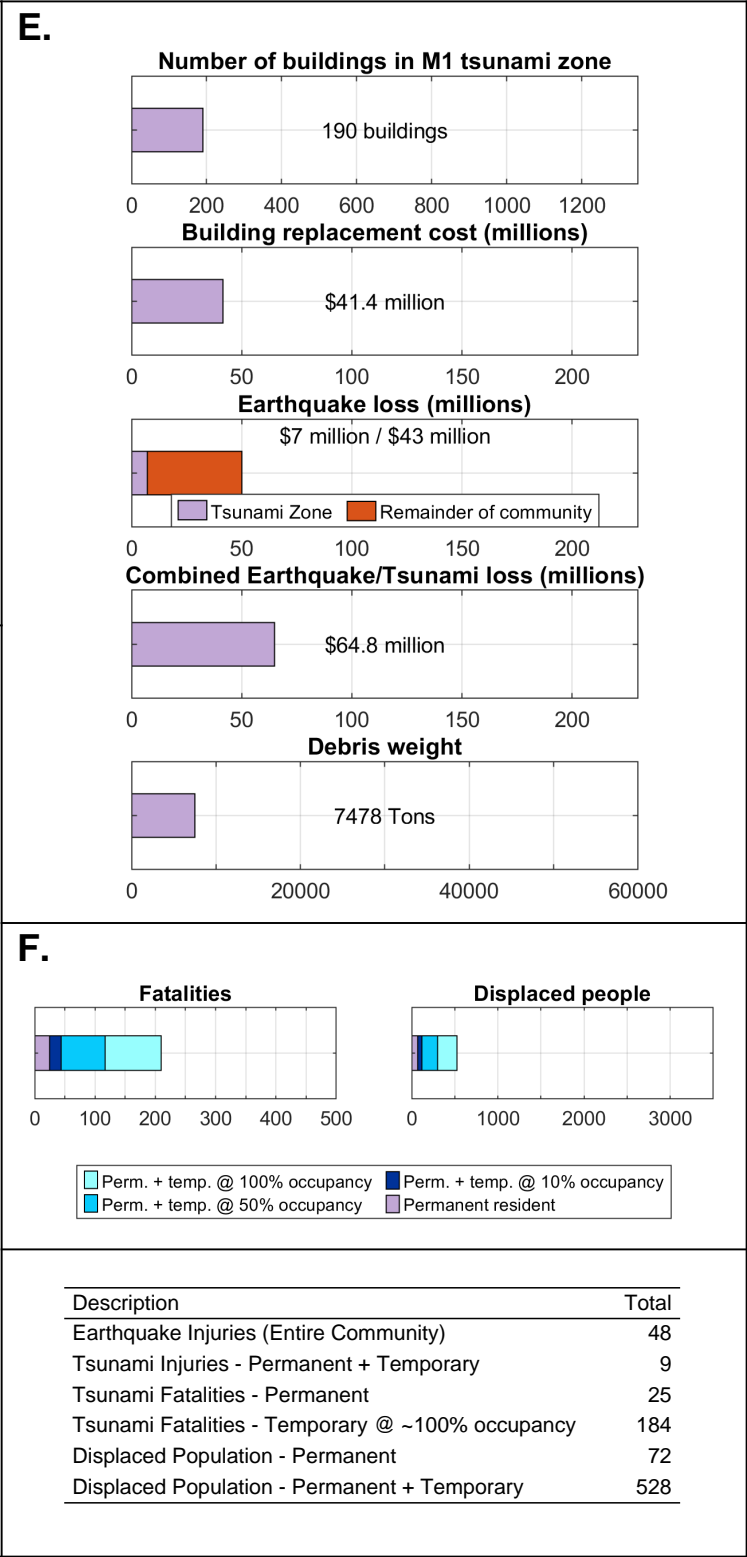 E.
Number of buildings in M1 tsunami zone
190 buildings
0 200 400 600 800 1000 1200
Building replacement cost (millions)
$41.4 million
0 50 100 150 200
Earthquake loss (millions)
$7 million / $43 million
Tsunami Zone Remainder of community
0 50 100 150 200
Combined Earthquake/Tsunami loss (millions)
$64.8 million
0 50 100 150 200
Debris weight
7478 Tons
0 20000 40000 60000
F.
Fatalities Displaced people
0 100 200 300 400 500 0 1000 2000 3000
Perm. + temp. @ 100% occupancy Perm. + temp. @ 10% occupancy
Perm. + temp. @ 50% occupancy Permanent resident
Description Total
Earthquake Injuries (Entire Community) 48
Tsunami Injuries - Permanent + Temporary 9
Tsunami Fatalities - Permanent 25
Tsunami Fatalities - Temporary @ ~100% occupancy 184
Displaced Population - Permanent 72
Displaced Population - Permanent + Temporary 528